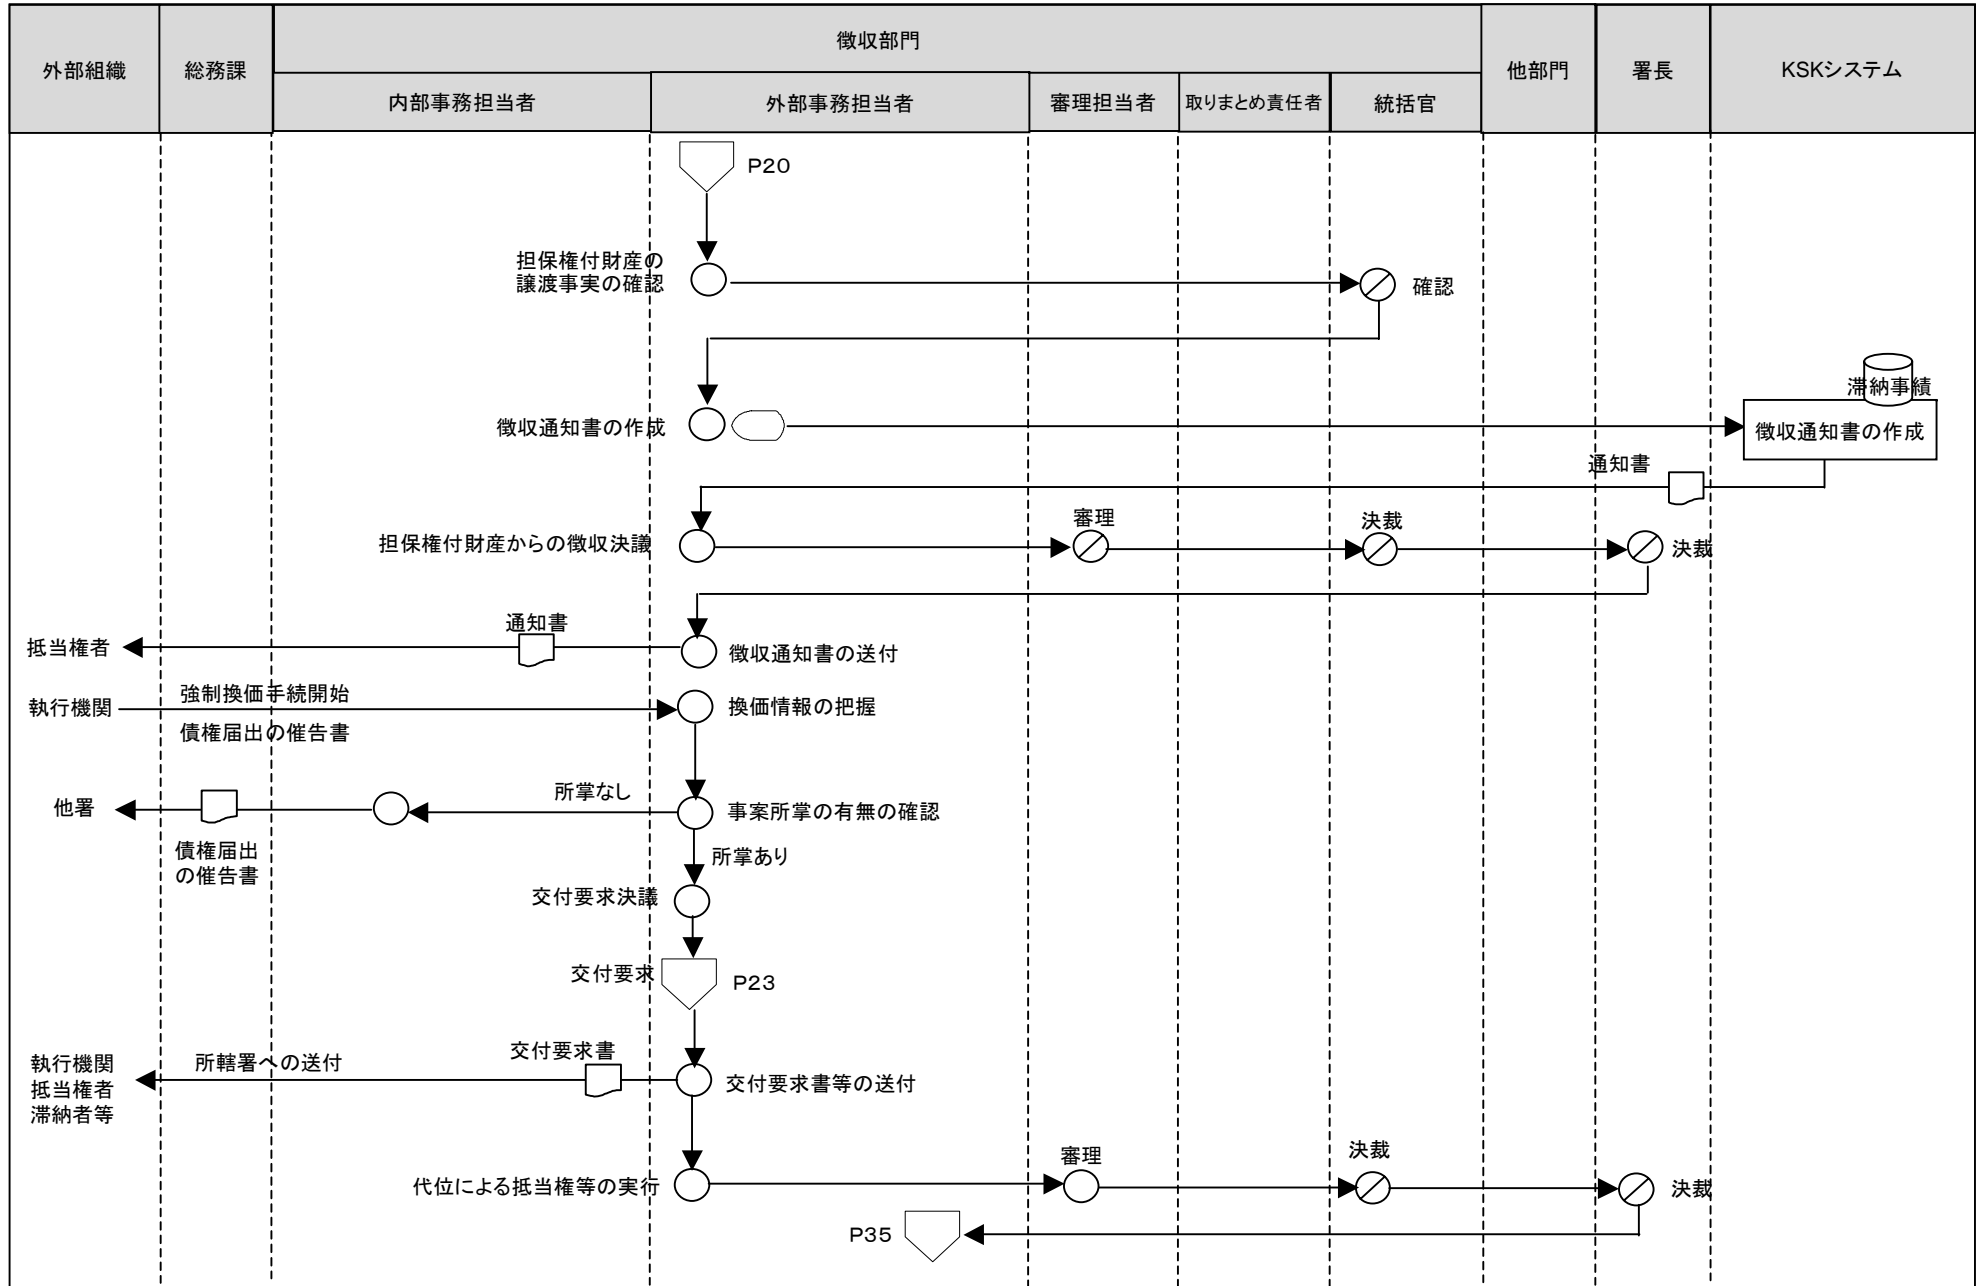 外部組織
総務課
徴収部門
他部門
署長
KSKシステム
内部事務担当者
外部事務担当者
審理担当者
取りまとめ責任者
統括官
P20
担保権付財産の
譲渡事実の確認
確認
滞納事績
徴収通知書の作成
徴収通知書の作成
通知書
担保権付財産からの徴収決議
審理
決裁
決裁
通知書
抵当権者
徴収通知書の送付
執行機関
強制換価手続開始
債権届出の催告書
換価情報の把握
他署
所掌なし
事案所掌の有無の確認
債権届出
の催告書
所掌あり
交付要求決議
交付要求
P23
執行機関
抵当権者
滞納者等
所轄署への送付
交付要求書
交付要求書等の送付
代位による抵当権等の実行
審理
決裁
決裁
P35